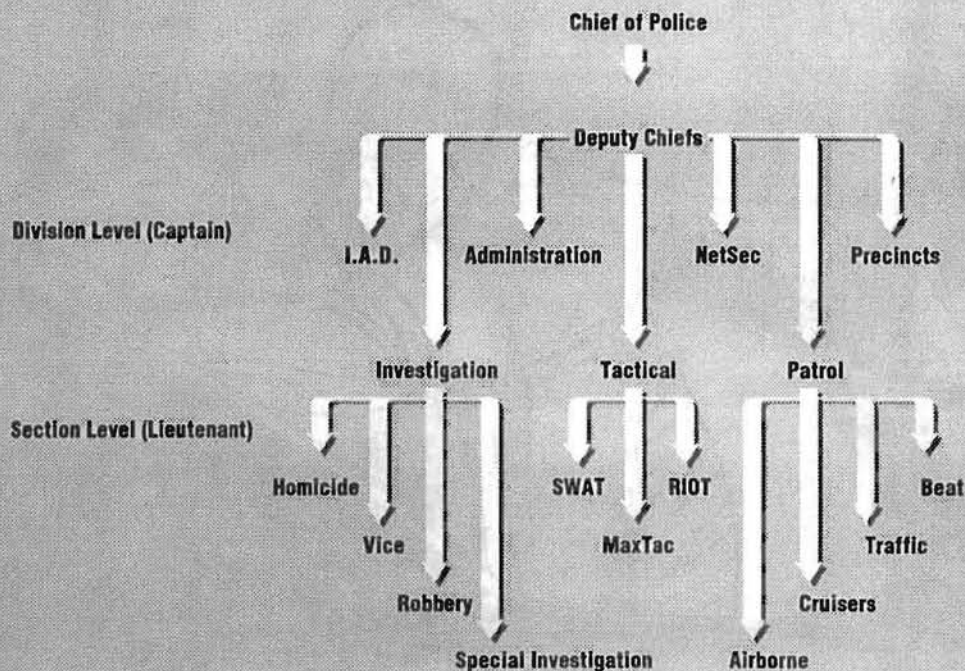 Chief of Police
Deputy Chiefs
Division Level (Captain)
I.A.D.
Administration
NetSec
Precincts
Investigation
Tactical
Patrol
Section Level (Lieutenant)
Homicide
SWAT
RIOT
Beat
Vice
MaxTac
Traffic
Robbery
Cruisers
Special Investigation
Airborne